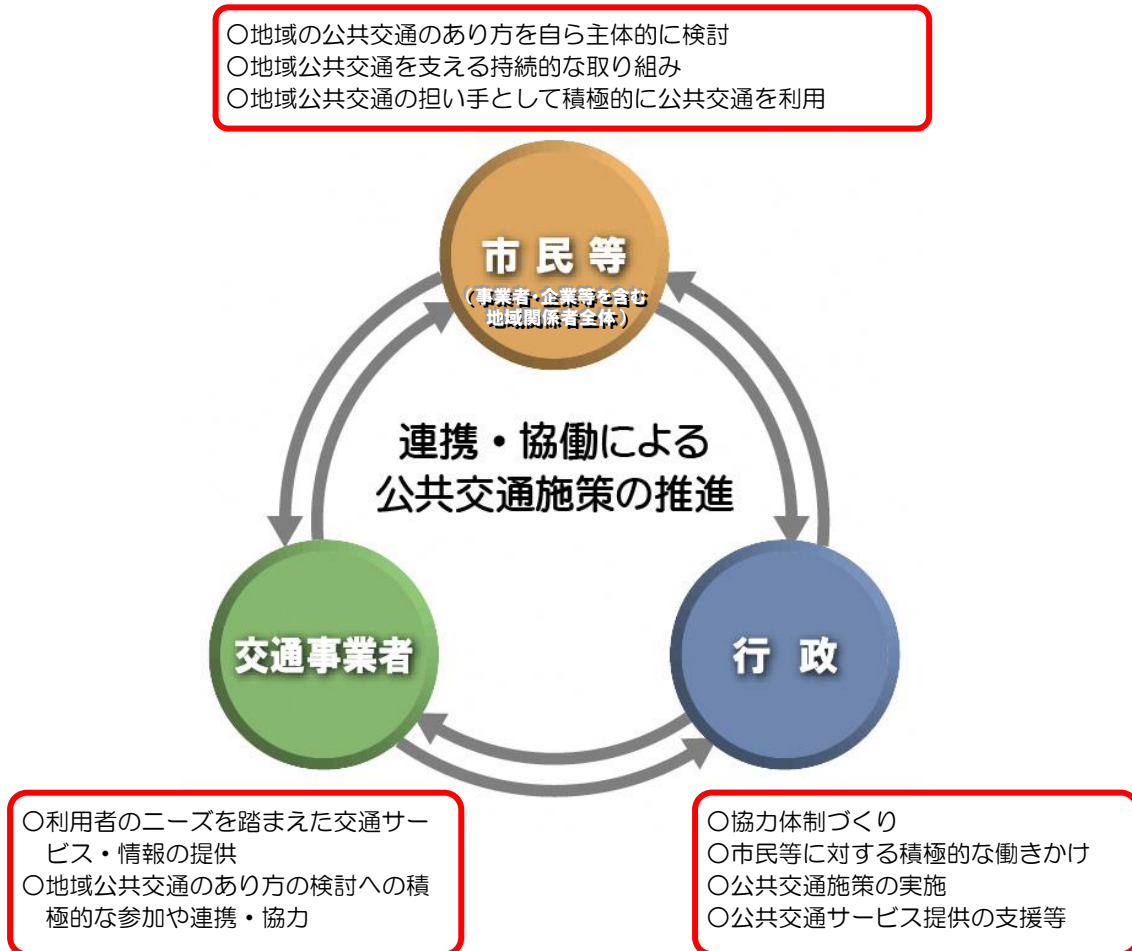 〇地域の公共交通のあり方を自ら主体的に検討
〇地域公共交通を支える持続的な取り組み
〇地域公共交通の担い手として積極的に公共交通を利用
市民等
(事業者・企業等を含む
地域関係者全体)
連携・協働による
公共交通施策の推進
交通事業者
行政
〇利用者のニーズを踏まえた交通サー
ビス・情報の提供
〇地域公共交通のあり方の検討への積
極的な参加や連携・協力
〇協力体制づくり
〇市民等に対する積極的な働きかけ
〇公共交通施策の実施
〇公共交通サービス提供の支援等